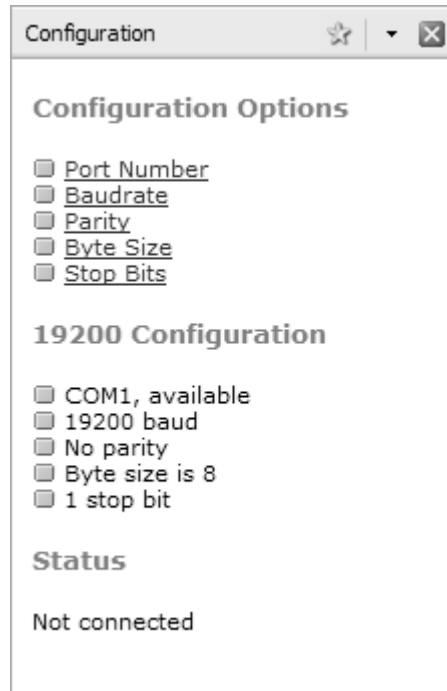 Configuration
Configuration Options
Port Number
Baudrate
Parity
Byte Size
Stop Bits
19200 Configuration
COM1, available
19200 baud
No parity
Byte size is 8
1 stop bit
Status
Not connected